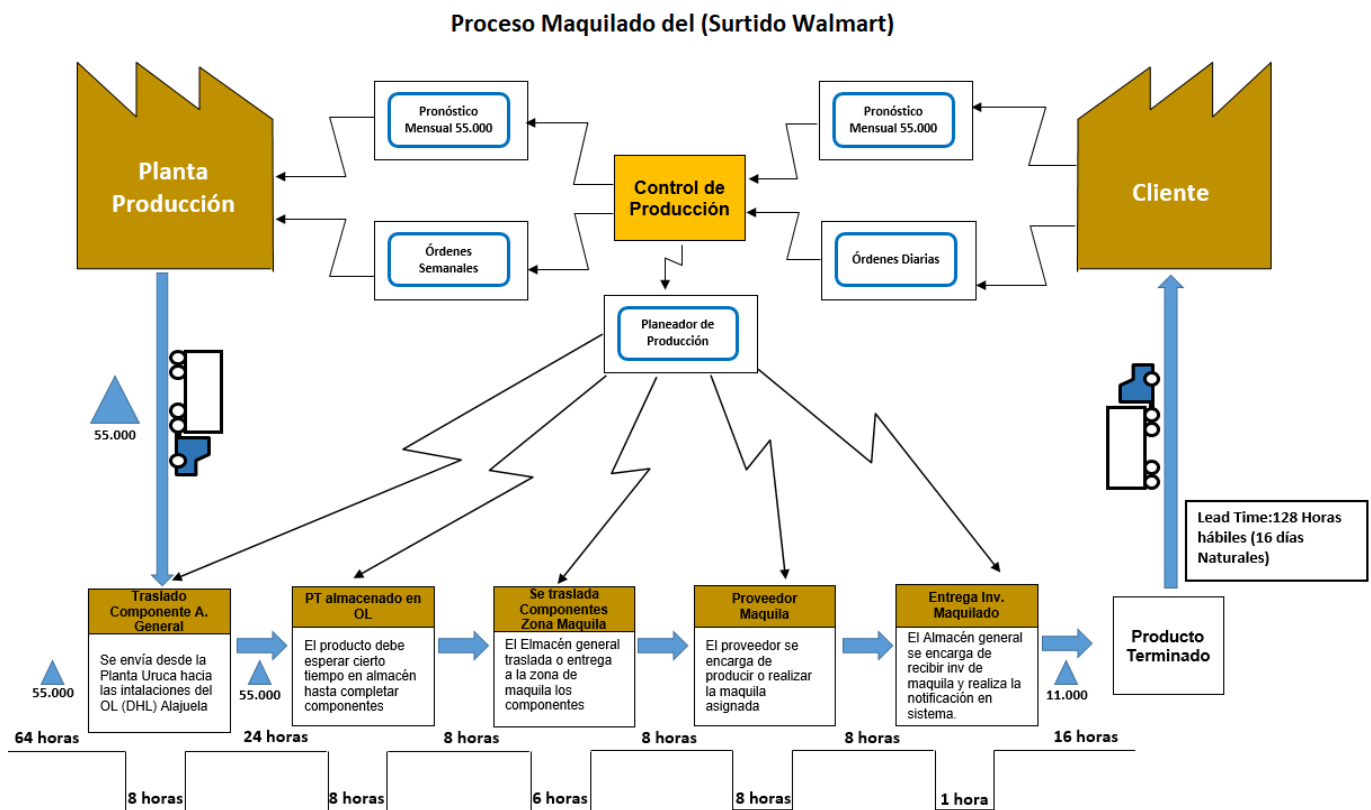 Proceso Maquilado del (Surtido Walmart)
Planta
Producción
Pronóstico
Mensual 55.000
Órdenes
Semanales
Control de
Producción
Pronóstico
Mensual 55.000
Órdenes Diarias
Cliente
Planeador de
Producción
55.000
Lead Time:128 Horas
hábiles (16 días
Naturales)
Traslado
Componente A.
General
Se envía desde la
Planta Uruca hacia
las intalaciones del
OL (DHL) Alajuela
PT almacenado en
OL
El producto debe
esperar cierto
tiempo en almacén
hasta completar
componentes
Se traslada
Componentes
Zona Maquila
El Elmacén general
traslada o entrega
a la zona de
maquila los
componentes
Proveedor
Maquila
El proveedor se
encarga de
producir o realizar
la maquila
asignada
Entrega Inv.
Maquilado
El Almacén general
se encarga de
recibir inv de
maquila y realiza la
notificación en
sistema.
Producto
Terminado
55.000
55.000
11.000
64 horas
24 horas
8 horas
8 horas
8 horas
16 horas
8 horas
8 horas
6 horas
8 horas
1 hora